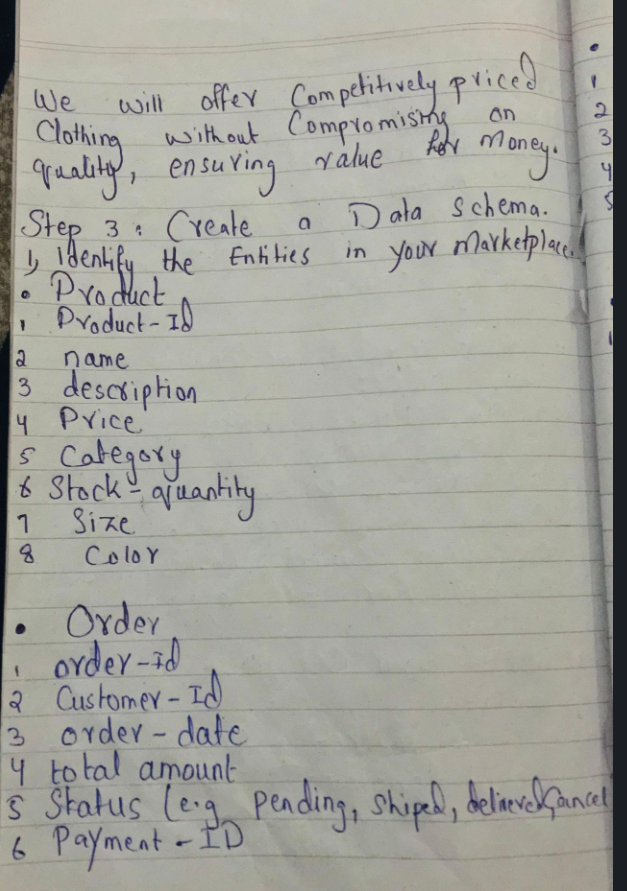 We will offer Competitively priced
Clothing without Compromising on
quality, ensuring value for Money.
Step 3: Create a Data Schema.
1, Identify the Entities in your Marketplace.
• Product
1 Product-Id
2 name
3 description
4 Price
5 Category
6 Stock-quantity
7 Size
8 Color
• Order
1 order-id
2 Customer-Id
3 order-date
4 total amount
5 Status (e.g Pending, Shiped, delivered, Cancel
6 Payment-ID
•
1
2
3
4
5